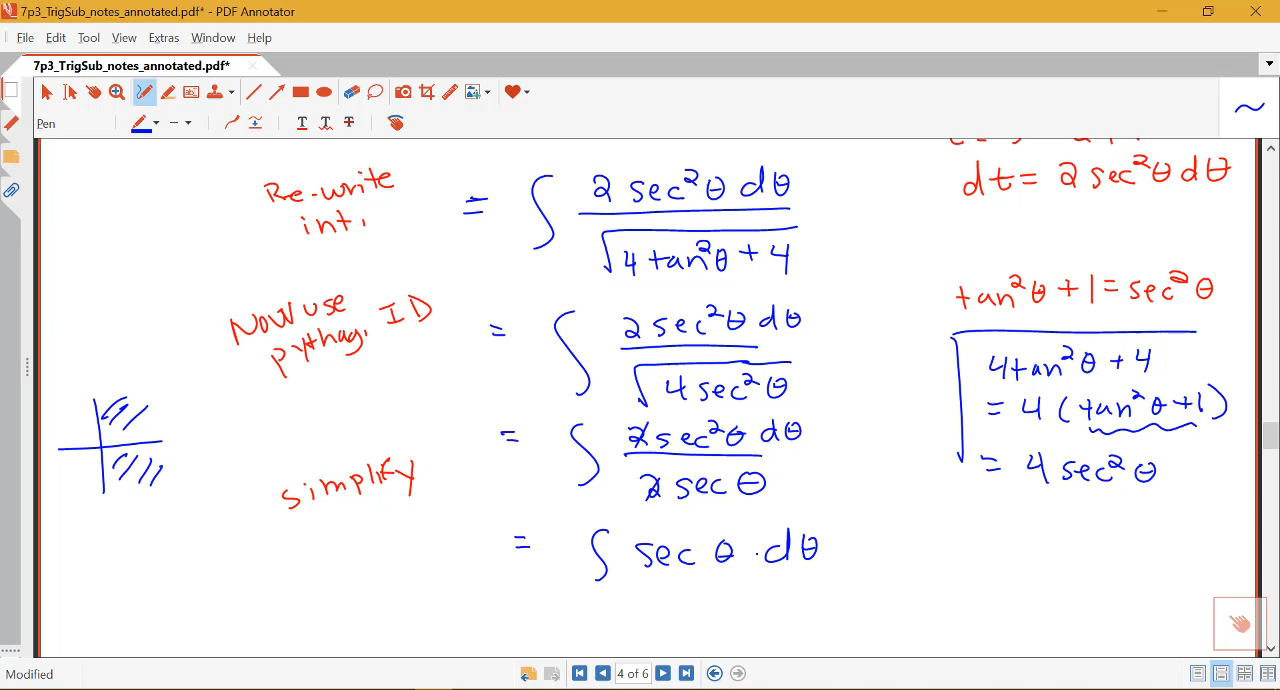 7p3_TrigSub_notes_annotated.pdf* - PDF Annotator
File Edit Tool View Extras Window Help
7p3_TrigSub_notes_annotated.pdf*
Pen
dt = 2 sec²θ dθ
Re-write
int.
= ∫ 2 sec²θ dθ / √(4 tan²θ + 4)
tan²θ + 1 = sec²θ
Now use
pythag. ID
= ∫ 2 sec²θ dθ / √(4 sec²θ)
√ 4 tan²θ + 4
= 4 (tan²θ + 1)
= 4 sec²θ
simplify
= ∫ 2 sec²θ dθ / 2 sec θ
= ∫ sec θ · dθ
Modified
4 of 6